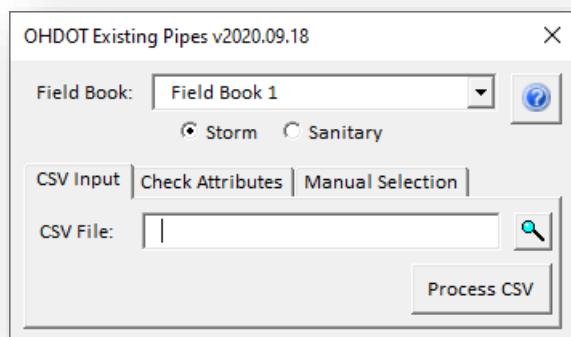 OHDOT Existing Pipes v2020.09.18
Field Book: Field Book 1
Storm Sanitary
CSV Input Check Attributes Manual Selection
CSV File:
Process CSV